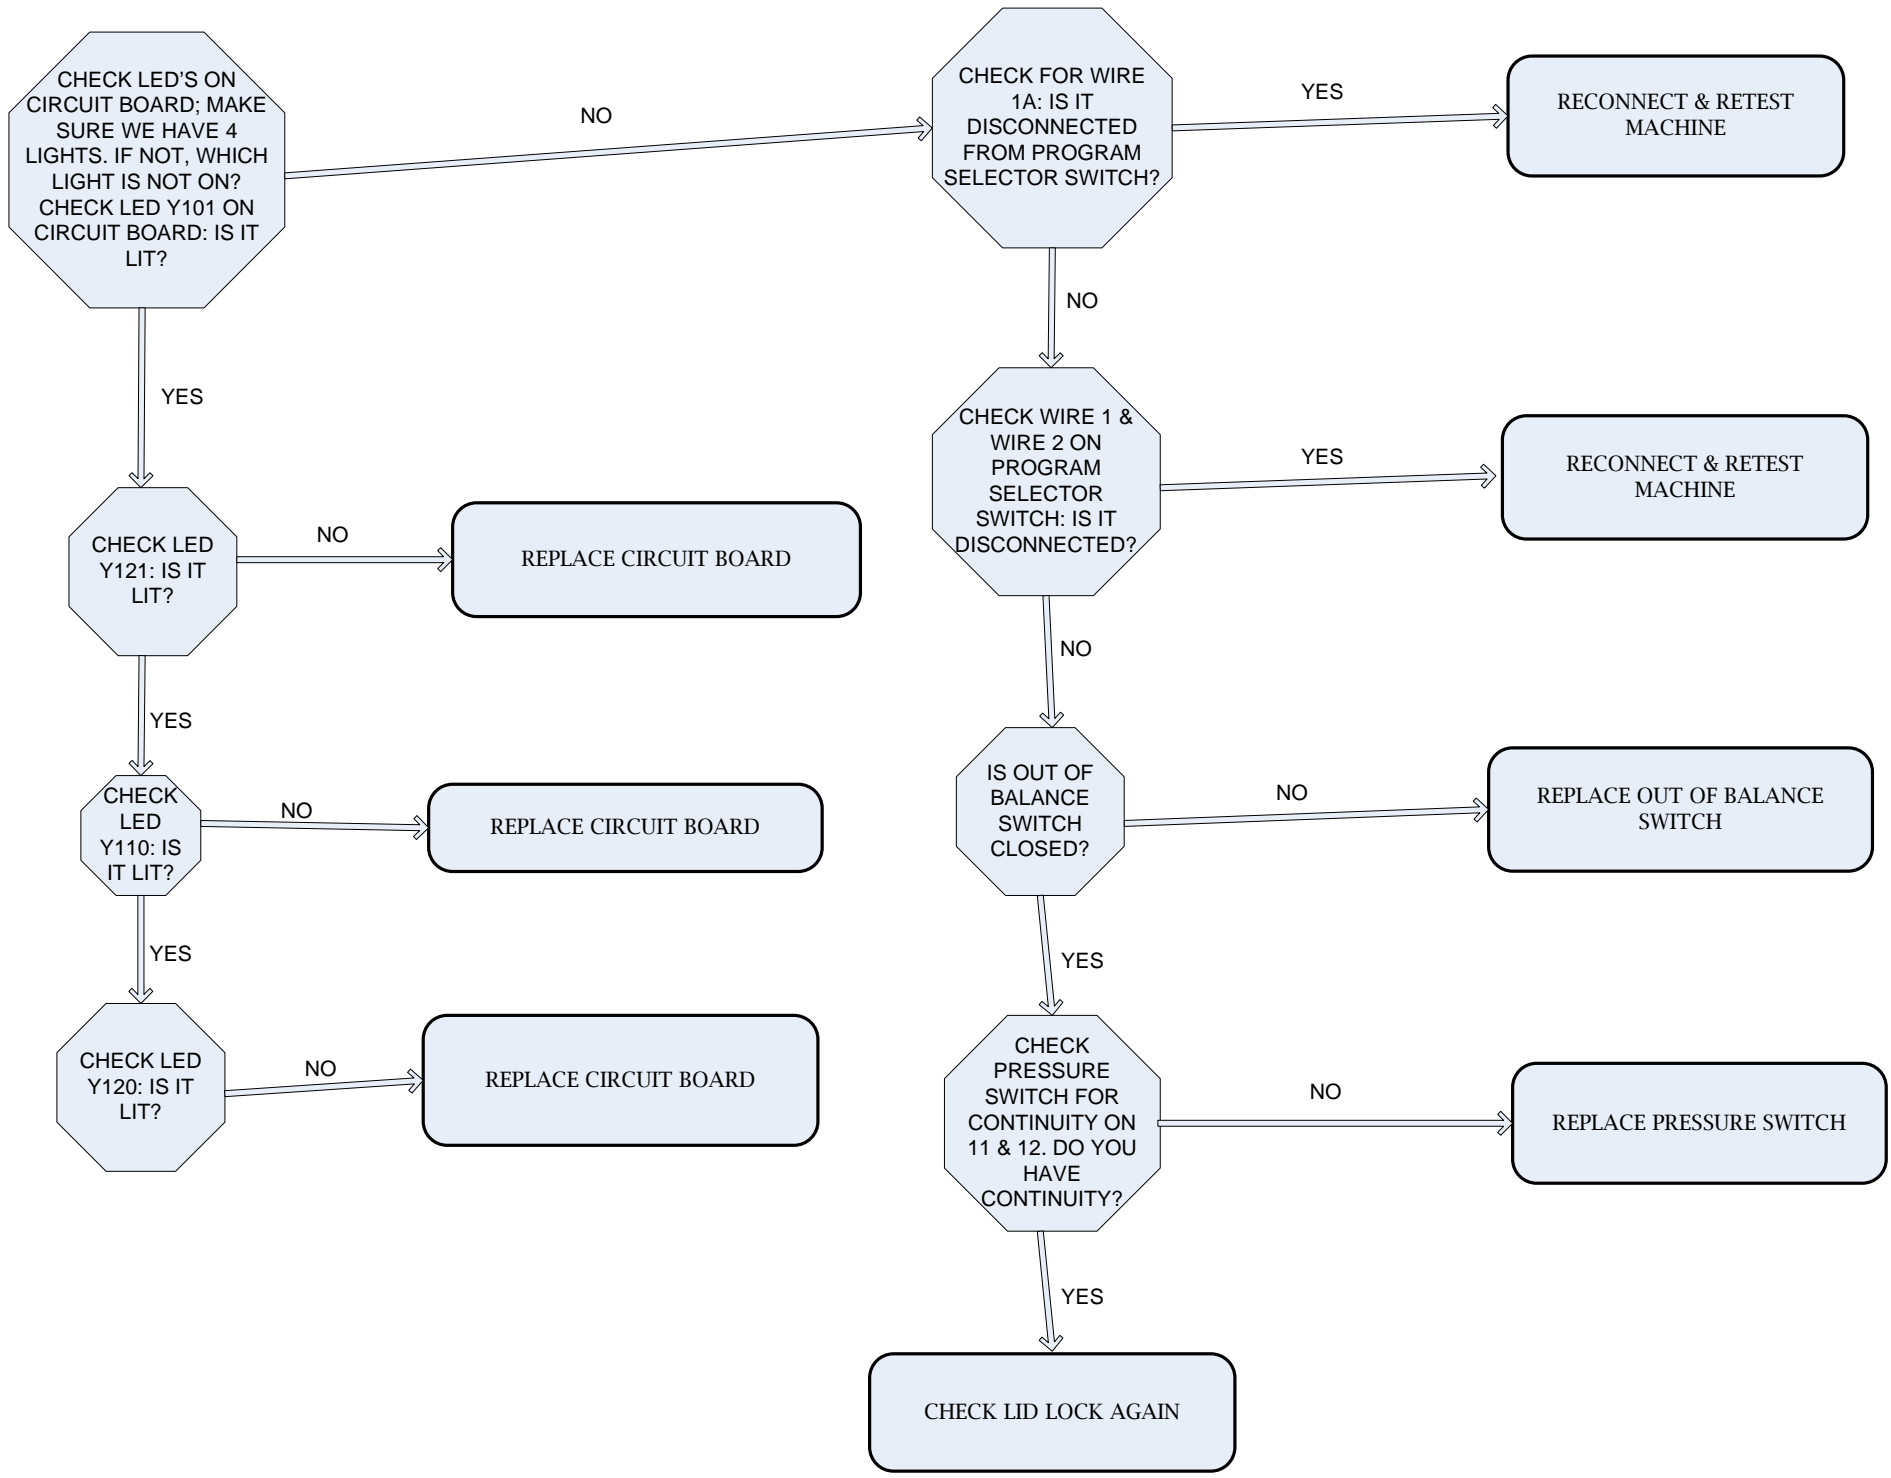 CHECK LED'S ON
CIRCUIT BOARD; MAKE
SURE WE HAVE 4
LIGHTS. IF NOT, WHICH
LIGHT IS NOT ON?
CHECK LED Y101 ON
CIRCUIT BOARD: IS IT
LIT?
NO
CHECK FOR WIRE
1A: IS IT
DISCONNECTED
FROM PROGRAM
SELECTOR SWITCH?
YES
RECONNECT & RETEST
MACHINE
YES
NO
CHECK WIRE 1 &
WIRE 2 ON
PROGRAM
SELECTOR
SWITCH: IS IT
DISCONNECTED?
YES
RECONNECT & RETEST
MACHINE
CHECK LED
Y121: IS IT
LIT?
NO
REPLACE CIRCUIT BOARD
NO
YES
CHECK
LED
Y110: IS
IT LIT?
NO
REPLACE CIRCUIT BOARD
IS OUT OF
BALANCE
SWITCH
CLOSED?
NO
REPLACE OUT OF BALANCE
SWITCH
YES
YES
CHECK LED
Y120: IS IT
LIT?
NO
REPLACE CIRCUIT BOARD
CHECK
PRESSURE
SWITCH FOR
CONTINUITY ON
11 & 12. DO YOU
HAVE
CONTINUITY?
NO
REPLACE PRESSURE SWITCH
YES
CHECK LID LOCK AGAIN